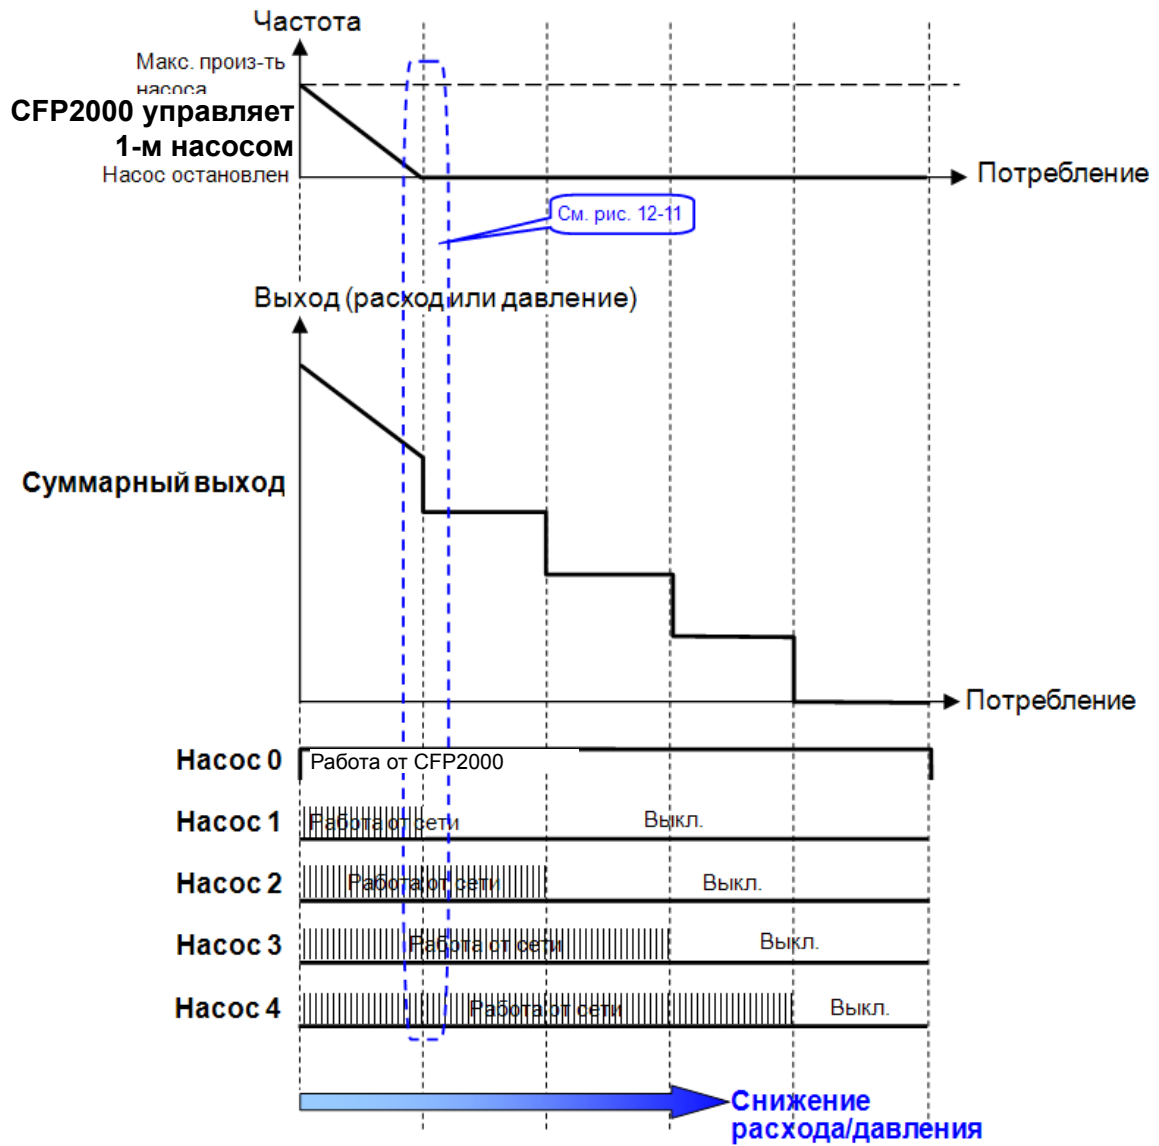 Частота
Макс. произ-ть
насоса
CFP2000 управляет
1-м насосом
Насос остановлен
Потребление
См. рис. 12-11
Выход (расход или давление)
Суммарный выход
Потребление
Насос 0
Работа от CFP2000
Насос 1
Работа от сети
Выкл.
Насос 2
Работа от сети
Выкл.
Насос 3
Работа от сети
Выкл.
Насос 4
Работа от сети
Выкл.
Снижение
расхода/давления